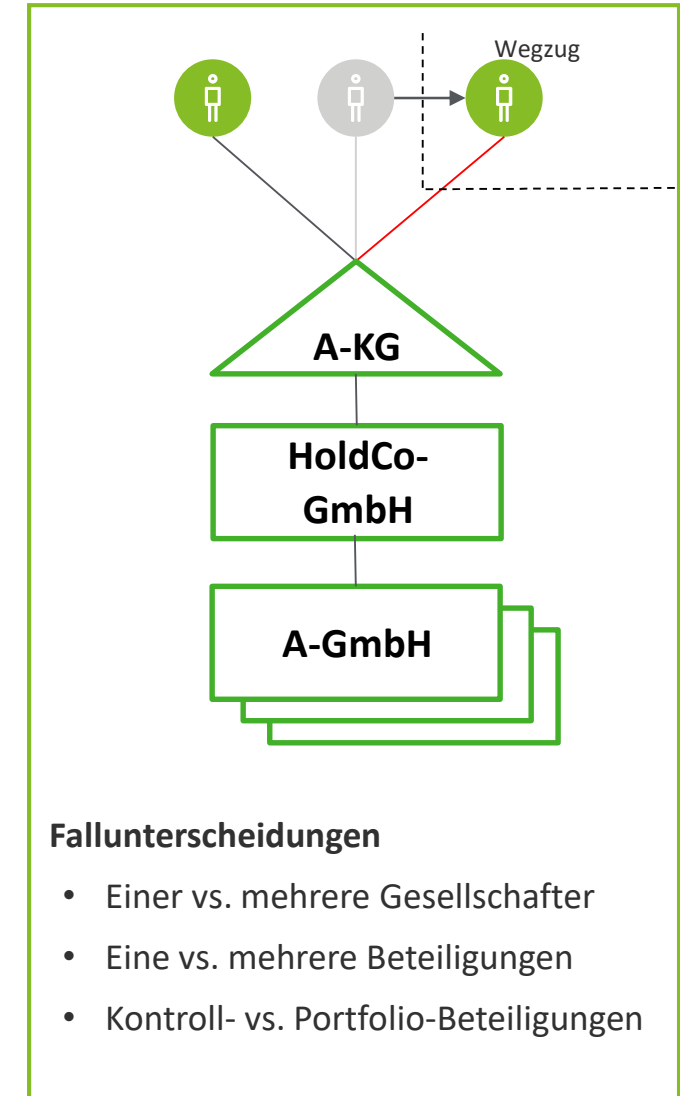 Wegzug
A-KG
HoldCo-
GmbH
A-GmbH
Fallunterscheidungen
• Einer vs. mehrere Gesellschafter
• Eine vs. mehrere Beteiligungen
• Kontroll- vs. Portfolio-Beteiligungen